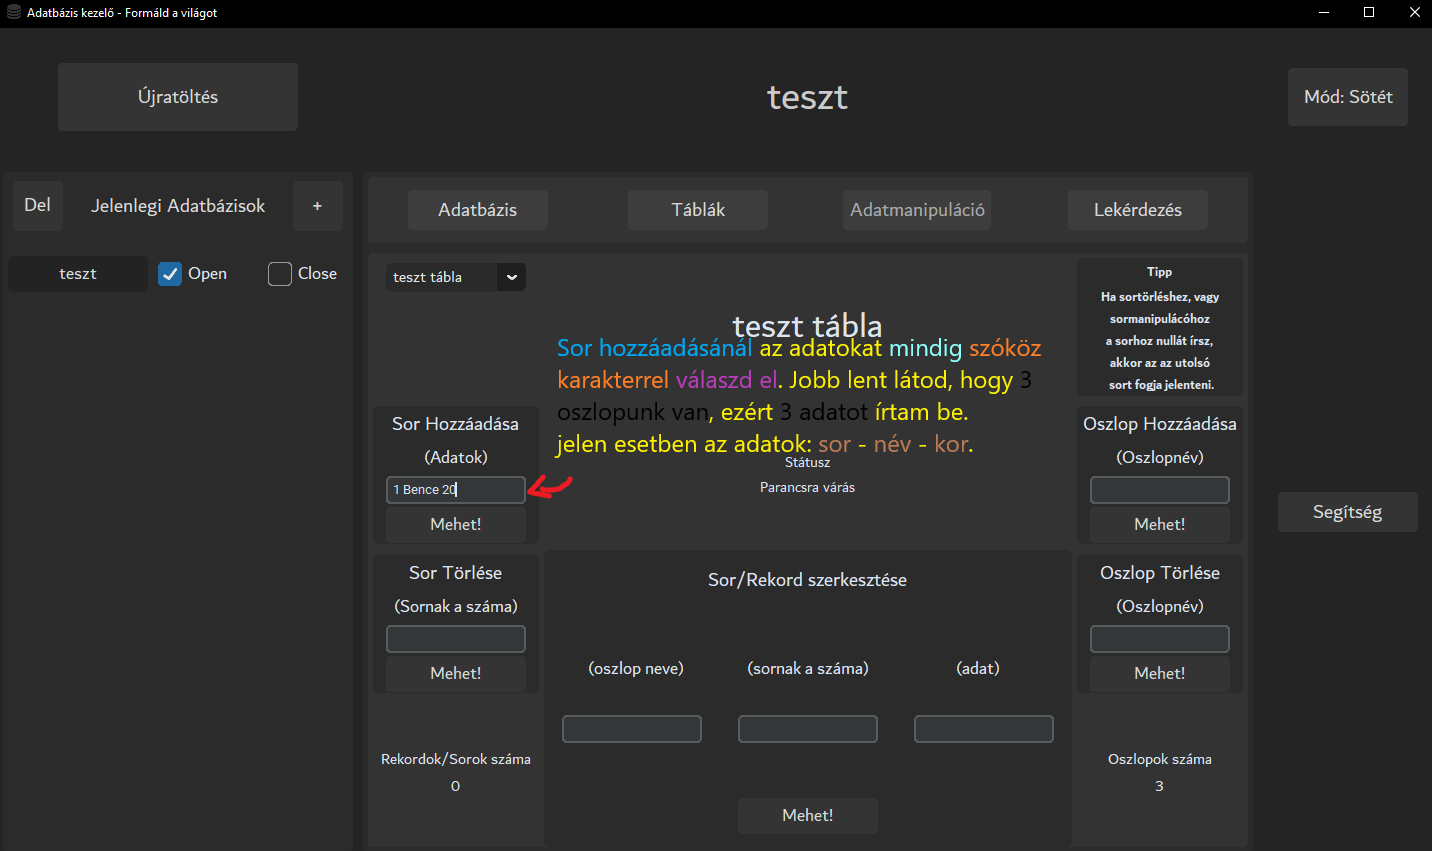 Adatbázis kezelő - Formáld a világot
Újratöltés
teszt
Mód: Sötét
Del
Jelenlegi Adatbázisok
+
teszt
Open
Close
Adatbázis
Táblák
Adatmanipuláció
Lekérdezés
teszt tábla
teszt tábla
Sor hozzáadásánál az adatokat mindig szóköz
karakterrel válaszd el. Jobb lent látod, hogy 3
oszlopunk van, ezért 3 adatot írtam be.
jelen esetben az adatok: sor - név - kor.
Státusz
Parancsra várás
Tipp
Ha sortörléshez, vagy
sormanipulácóhoz
a sorhoz nullát írsz,
akkor az az utolsó
sort fogja jelenteni.
Sor Hozzáadása
(Adatok)
1 Bence 20
Mehet!
Oszlop Hozzáadása
(Oszlopnév)
Mehet!
Segítség
Sor Törlése
(Sornak a száma)
Mehet!
Sor/Rekord szerkesztése
(oszlop neve)
(sornak a száma)
(adat)
Mehet!
Oszlop Törlése
(Oszlopnév)
Mehet!
Rekordok/Sorok száma
0
Oszlopok száma
3